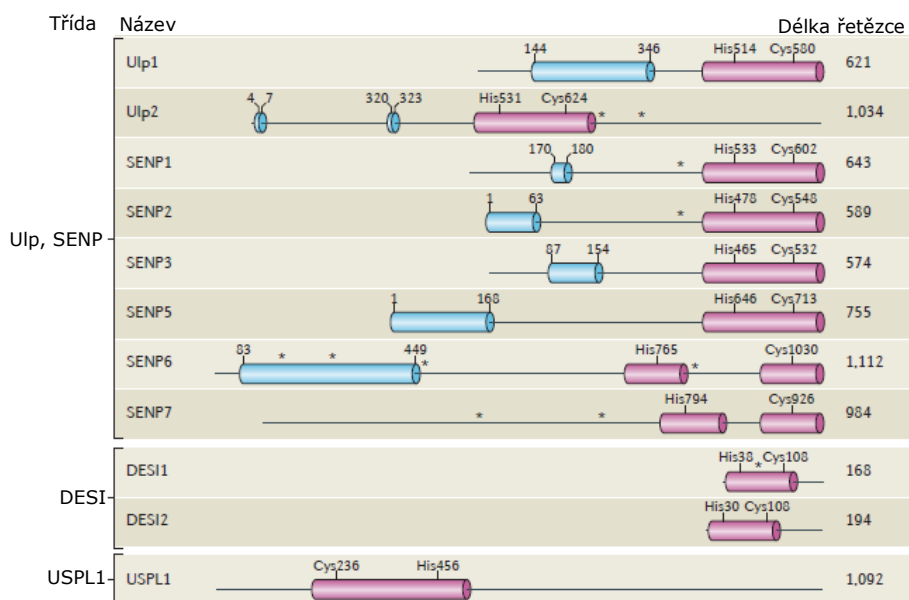 Třída Název Délka řetězce
Ulp, SENP
Ulp1 144 346 His514 Cys580 621
Ulp2 4 7 320 323 His531 Cys624 * * 1,034
SENP1 170 180 * His533 Cys602 643
SENP2 1 63 * His478 Cys548 589
SENP3 87 154 His465 Cys532 574
SENP5 1 168 His646 Cys713 755
SENP6 83 * * 449 * His765 * Cys1030 1,112
SENP7 * * His794 Cys926 984
DESI
DESI1 His38 * Cys108 168
DESI2 His30 Cys108 194
USPL1
USPL1 Cys236 His456 1,092